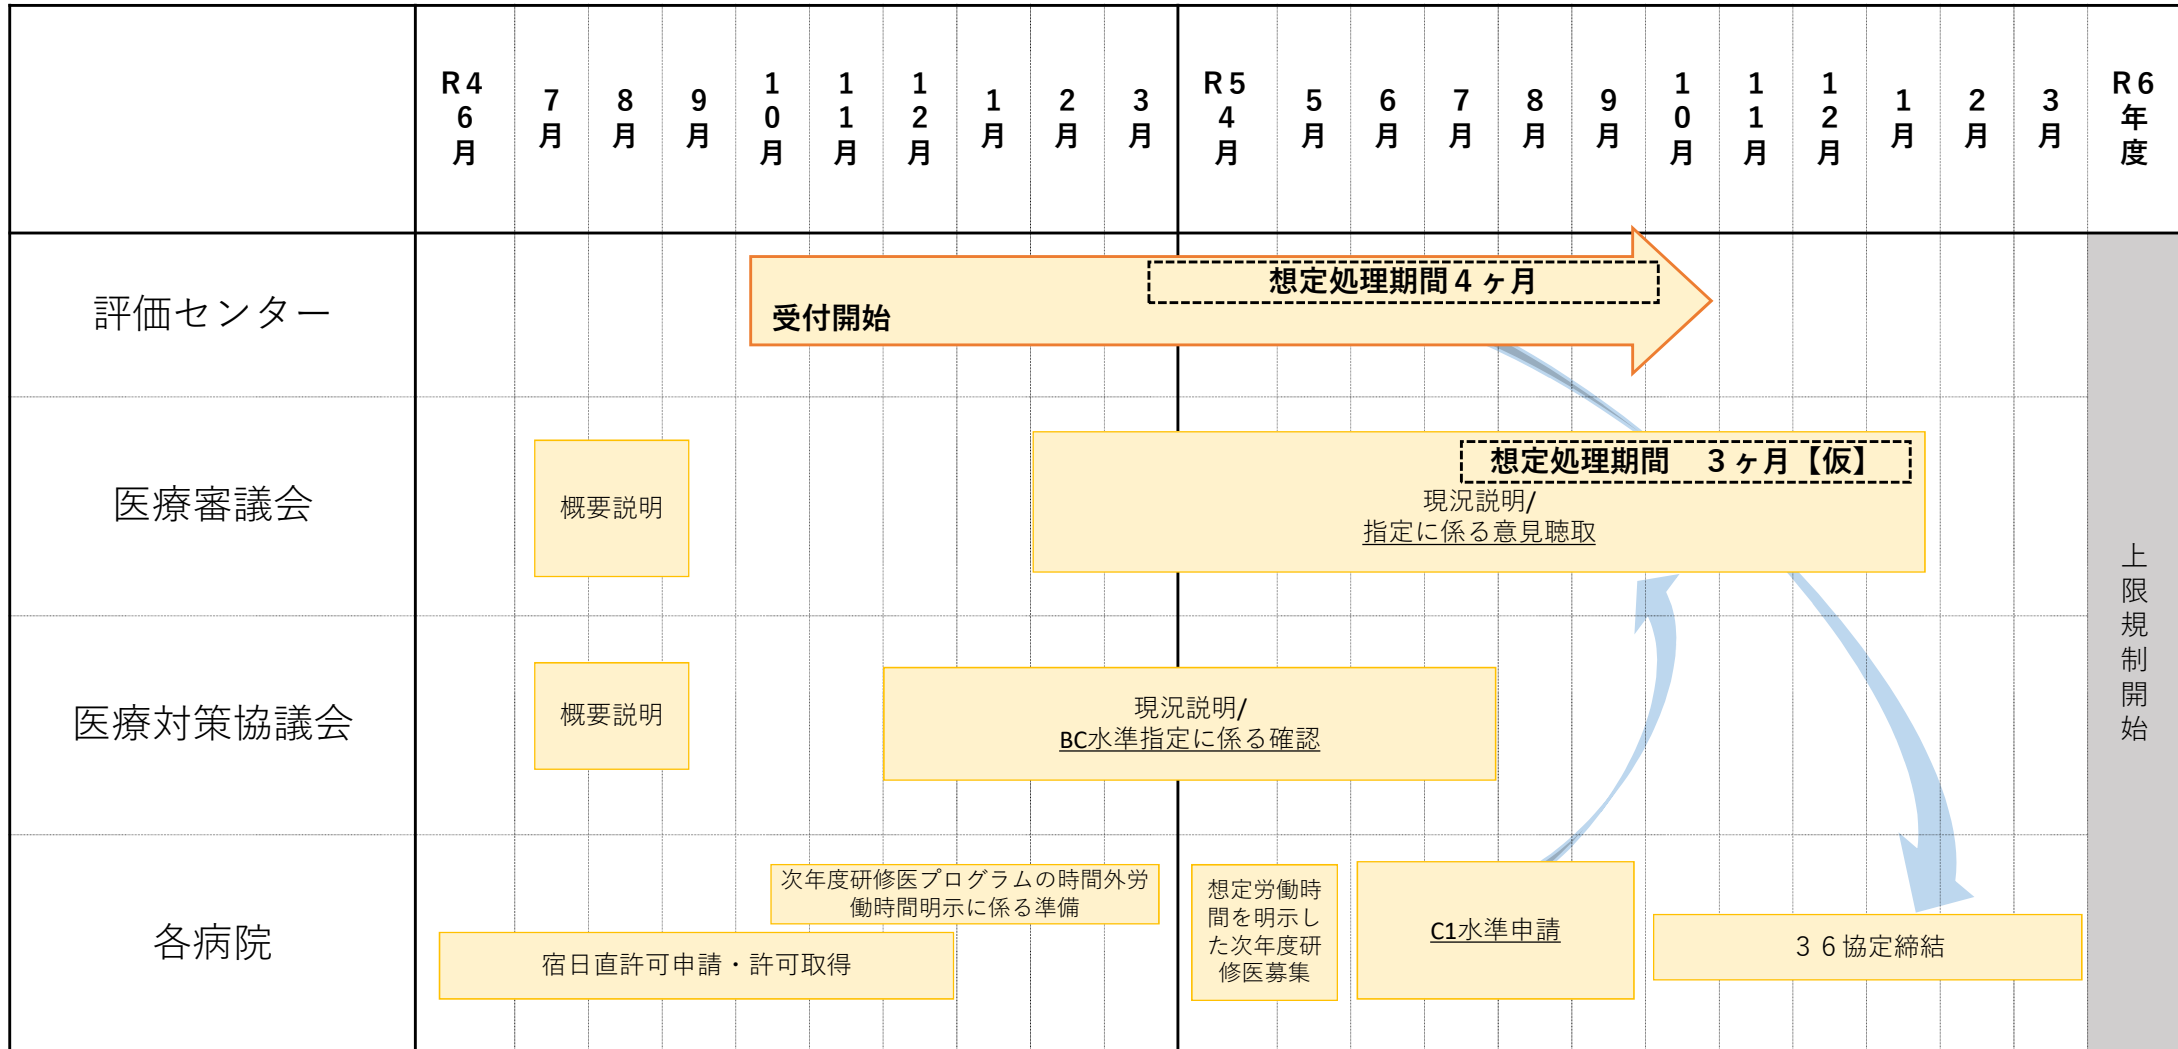 R4
6月
7月
8月
9月
10月
11月
12月
1月
2月
3月
R5
4月
5月
6月
7月
8月
9月
10月
11月
12月
1月
2月
3月
R6
年度
評価センター
想定処理期間4ヶ月
受付開始
医療審議会
概要説明
想定処理期間　3ヶ月【仮】
現況説明/
指定に係る意見聴取
医療対策協議会
概要説明
現況説明/
BC水準指定に係る確認
各病院
次年度研修医プログラムの時間外労
働時間明示に係る準備
宿日直許可申請・許可取得
想定労働時
間を明示し
た次年度研
修医募集
C1水準申請
３６協定締結
上限規制開始